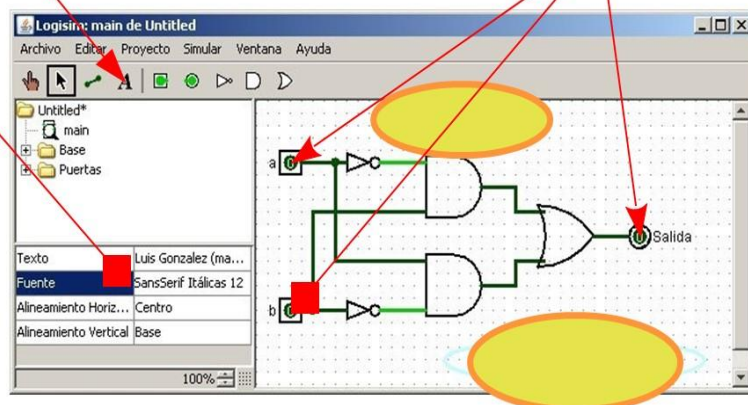 Logisim: main de Untitled
Archivo Editar Proyecto Simular Ventana Ayuda
A
Untitled*
main
Base
Puertas
a
Salida
b
Texto Luis Gonzalez (ma...
Fuente SansSerif Itálicas 12
Alineamiento Horiz... Centro
Alineamiento Vertical Base
100%